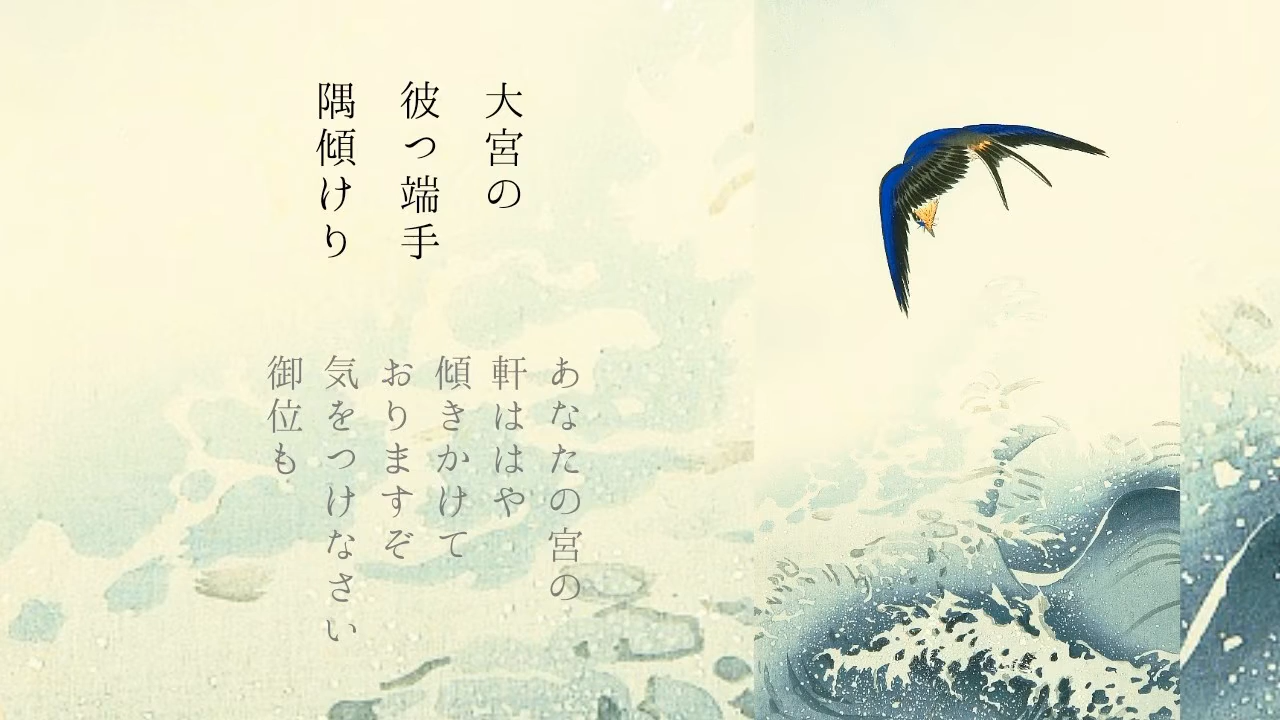 大宮の
彼っ端手
隅傾けり
あなたの宮の
軒ははや
傾きかけて
おりますぞ
気をつけなさい
御位も